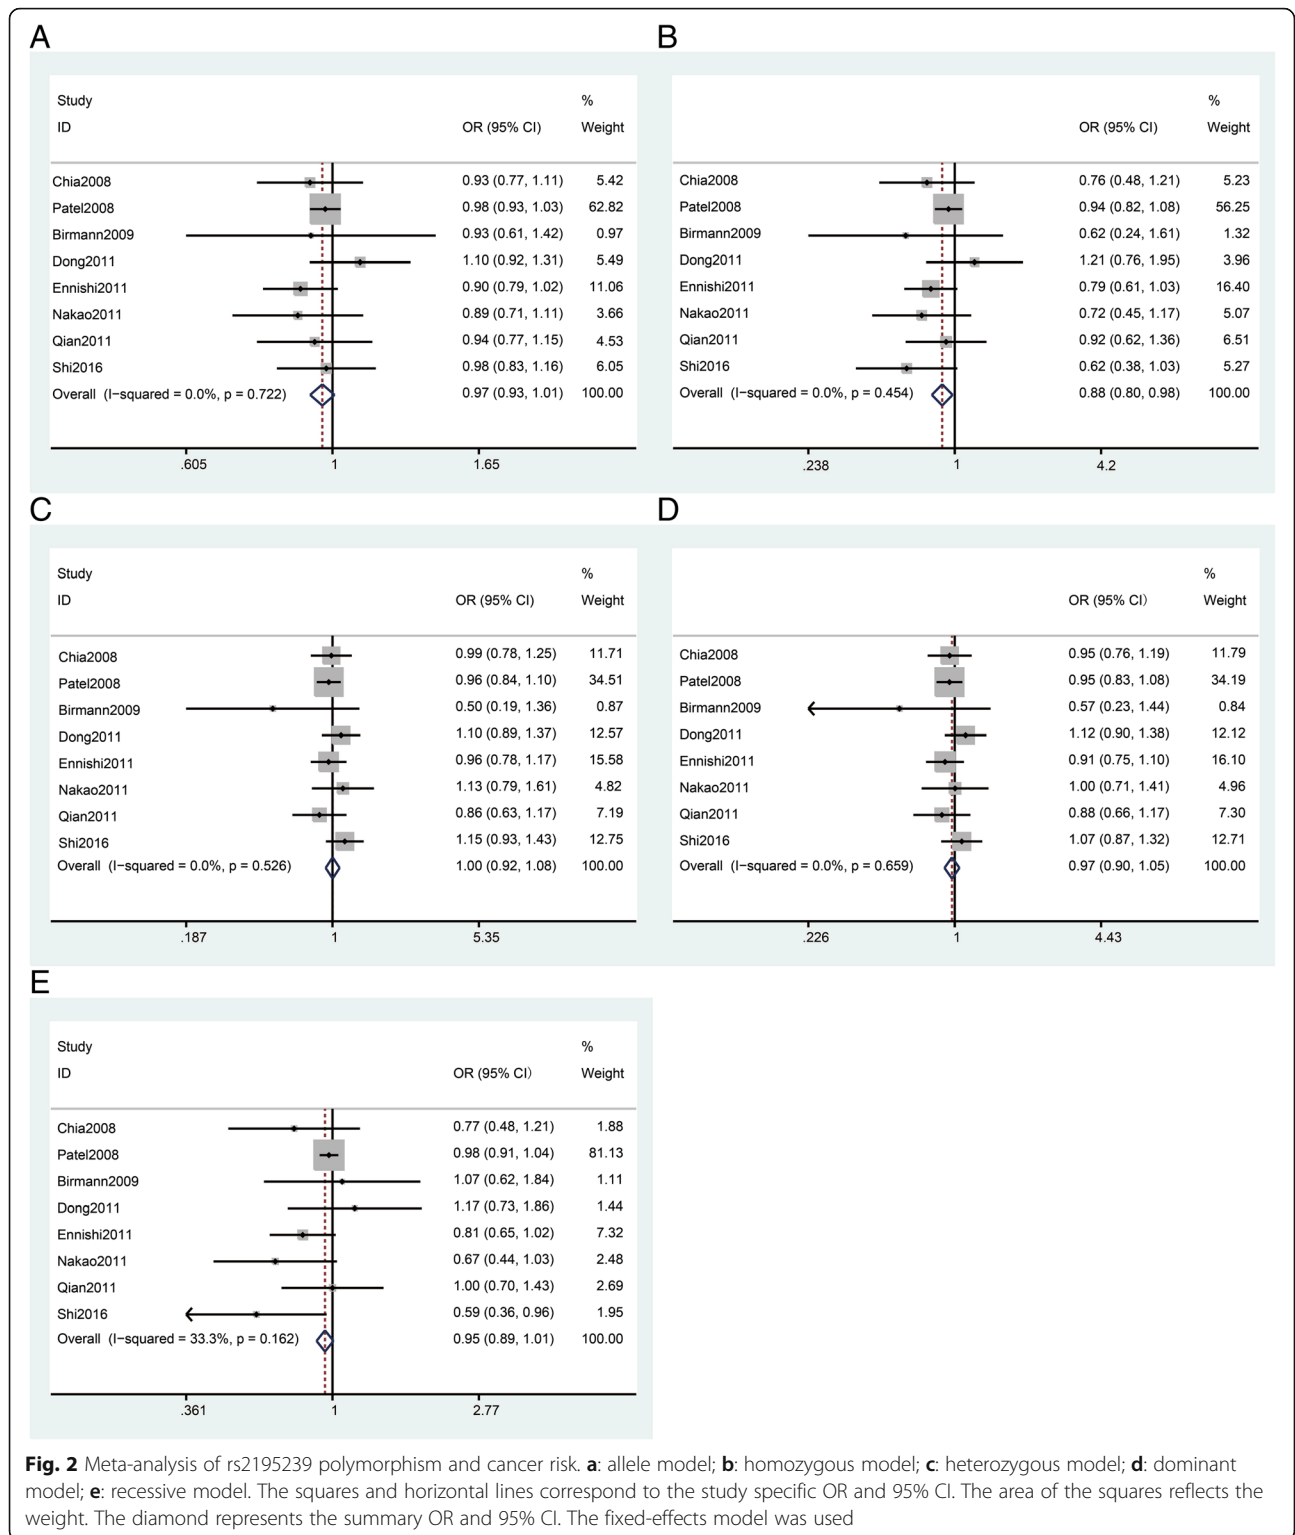 A
Study %
ID OR (95% CI) Weight
Chia2008 0.93 (0.77, 1.11) 5.42
Patel2008 0.98 (0.93, 1.03) 62.82
Birmann2009 0.93 (0.61, 1.42) 0.97
Dong2011 1.10 (0.92, 1.31) 5.49
Ennishi2011 0.90 (0.79, 1.02) 11.06
Nakao2011 0.89 (0.71, 1.11) 3.66
Qian2011 0.94 (0.77, 1.15) 4.53
Shi2016 0.98 (0.83, 1.16) 6.05
Overall (I−squared = 0.0%, p = 0.722) 0.97 (0.93, 1.01) 100.00
.605 1 1.65
B
%
OR (95% CI) Weight
Chia2008 0.76 (0.48, 1.21) 5.23
Patel2008 0.94 (0.82, 1.08) 56.25
Birmann2009 0.62 (0.24, 1.61) 1.32
Dong2011 1.21 (0.76, 1.95) 3.96
Ennishi2011 0.79 (0.61, 1.03) 16.40
Nakao2011 0.72 (0.45, 1.17) 5.07
Qian2011 0.92 (0.62, 1.36) 6.51
Shi2016 0.62 (0.38, 1.03) 5.27
Overall (I−squared = 0.0%, p = 0.454) 0.88 (0.80, 0.98) 100.00
.238 1 4.2
C
Study %
ID OR (95% CI) Weight
Chia2008 0.99 (0.78, 1.25) 11.71
Patel2008 0.96 (0.84, 1.10) 34.51
Birmann2009 0.50 (0.19, 1.36) 0.87
Dong2011 1.10 (0.89, 1.37) 12.57
Ennishi2011 0.96 (0.78, 1.17) 15.58
Nakao2011 1.13 (0.79, 1.61) 4.82
Qian2011 0.86 (0.63, 1.17) 7.19
Shi2016 1.15 (0.93, 1.43) 12.75
Overall (I−squared = 0.0%, p = 0.526) 1.00 (0.92, 1.08) 100.00
.187 1 5.35
D
%
OR (95% CI) Weight
Chia2008 0.95 (0.76, 1.19) 11.79
Patel2008 0.95 (0.83, 1.08) 34.19
Birmann2009 0.57 (0.23, 1.44) 0.84
Dong2011 1.12 (0.90, 1.38) 12.12
Ennishi2011 0.91 (0.75, 1.10) 16.10
Nakao2011 1.00 (0.71, 1.41) 4.96
Qian2011 0.88 (0.66, 1.17) 7.30
Shi2016 1.07 (0.87, 1.32) 12.71
Overall (I−squared = 0.0%, p = 0.659) 0.97 (0.90, 1.05) 100.00
.226 1 4.43
E
Study %
ID OR (95% CI) Weight
Chia2008 0.77 (0.48, 1.21) 1.88
Patel2008 0.98 (0.91, 1.04) 81.13
Birmann2009 1.07 (0.62, 1.84) 1.11
Dong2011 1.17 (0.73, 1.86) 1.44
Ennishi2011 0.81 (0.65, 1.02) 7.32
Nakao2011 0.67 (0.44, 1.03) 2.48
Qian2011 1.00 (0.70, 1.43) 2.69
Shi2016 0.59 (0.36, 0.96) 1.95
Overall (I−squared = 33.3%, p = 0.162) 0.95 (0.89, 1.01) 100.00
.361 1 2.77
Fig. 2 Meta-analysis of rs2195239 polymorphism and cancer risk. a: allele model; b: homozygous model; c: heterozygous model; d: dominant
model; e: recessive model. The squares and horizontal lines correspond to the study specific OR and 95% CI. The area of the squares reflects the
weight. The diamond represents the summary OR and 95% CI. The fixed-effects model was used